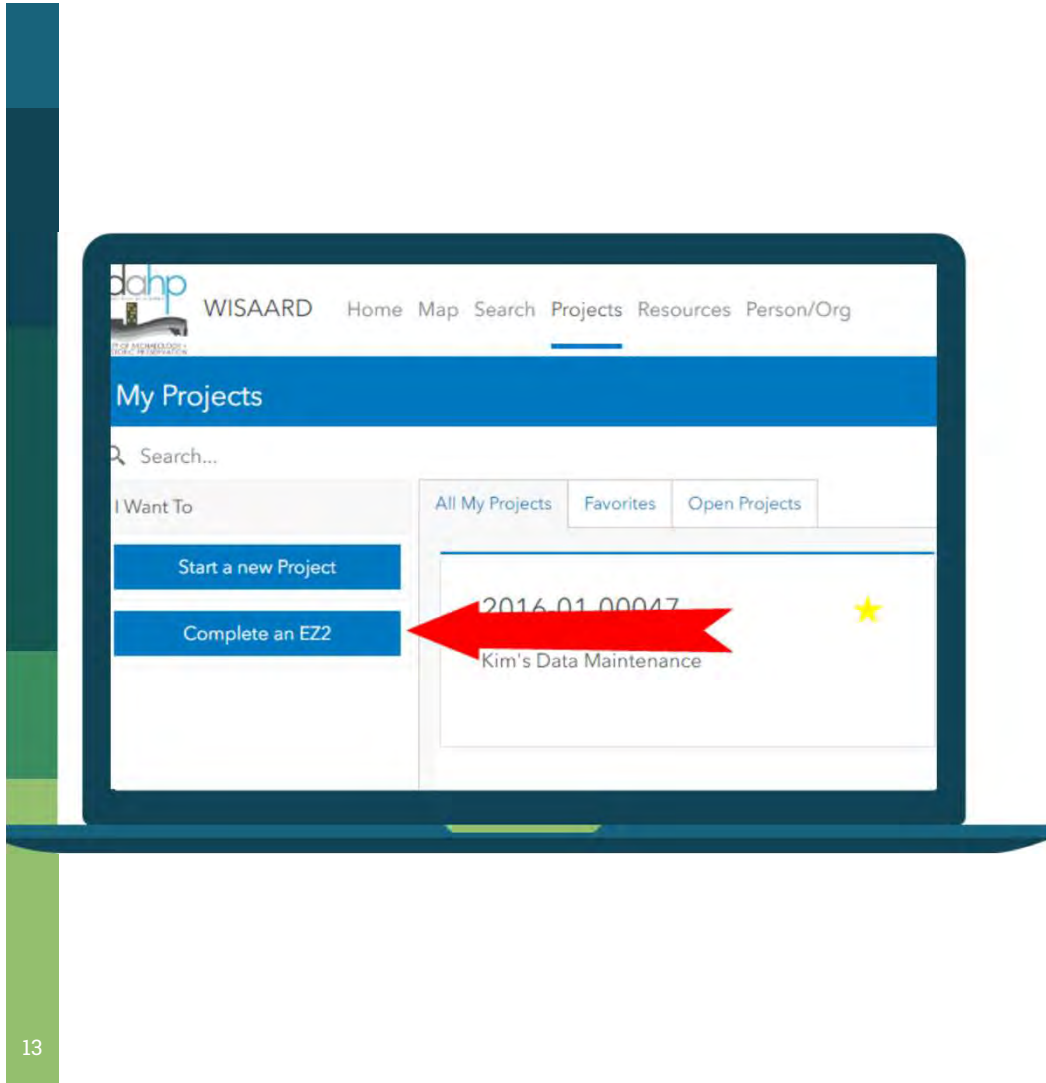 dahp
WISAARD Home Map Search Projects Resources Person/Org
My Projects
Search...
I Want To
All My Projects Favorites Open Projects
Start a new Project
2016-01-00047
Complete an EZ2
Kim's Data Maintenance
13